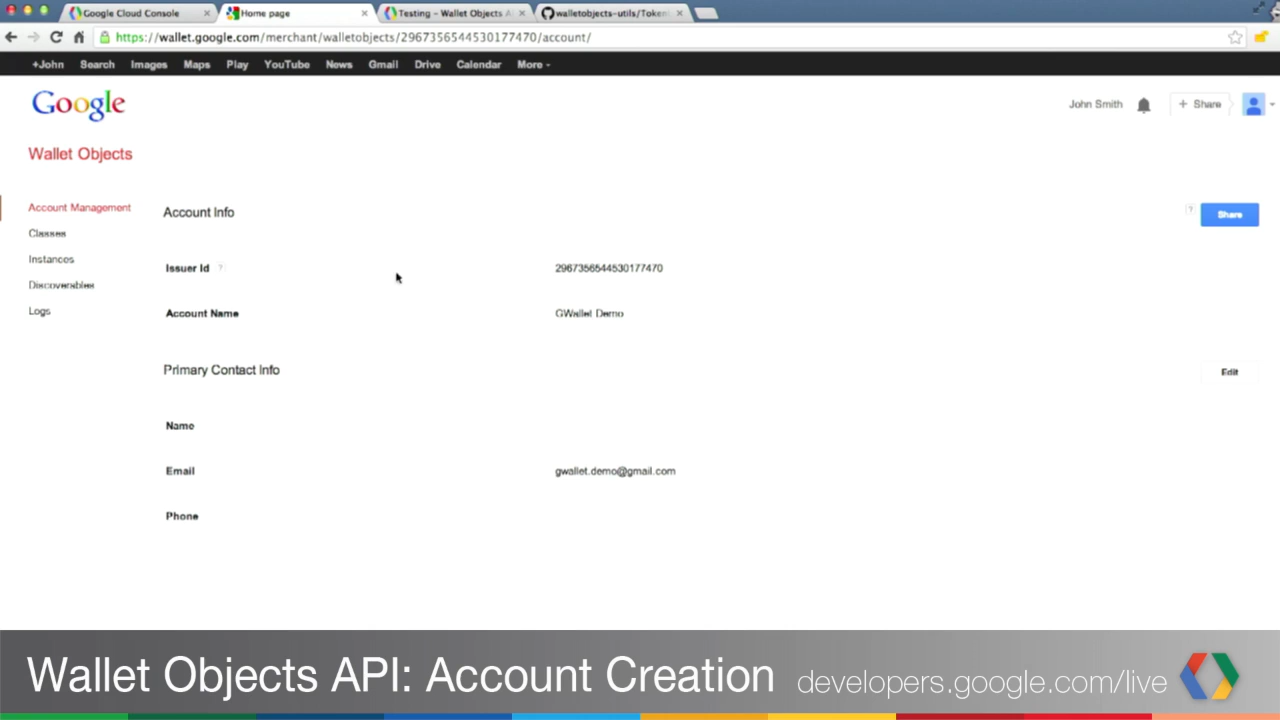 Google Cloud Console
Home page
Testing - Wallet Objects A
walletobjects-utils/Token
https://wallet.google.com/merchant/walletobjects/2967356544530177470/account/
+John Search Images Maps Play YouTube News Gmail Drive Calendar More
Google
John Smith
+ Share
Wallet Objects
Account Management
Classes
Instances
Discoverables
Logs
Account Info
? Share
Issuer Id ? 2967356544530177470
Account Name GWallet Demo
Primary Contact Info
Edit
Name
Email gwallet.demo@gmail.com
Phone
Wallet Objects API: Account Creation developers.google.com/live